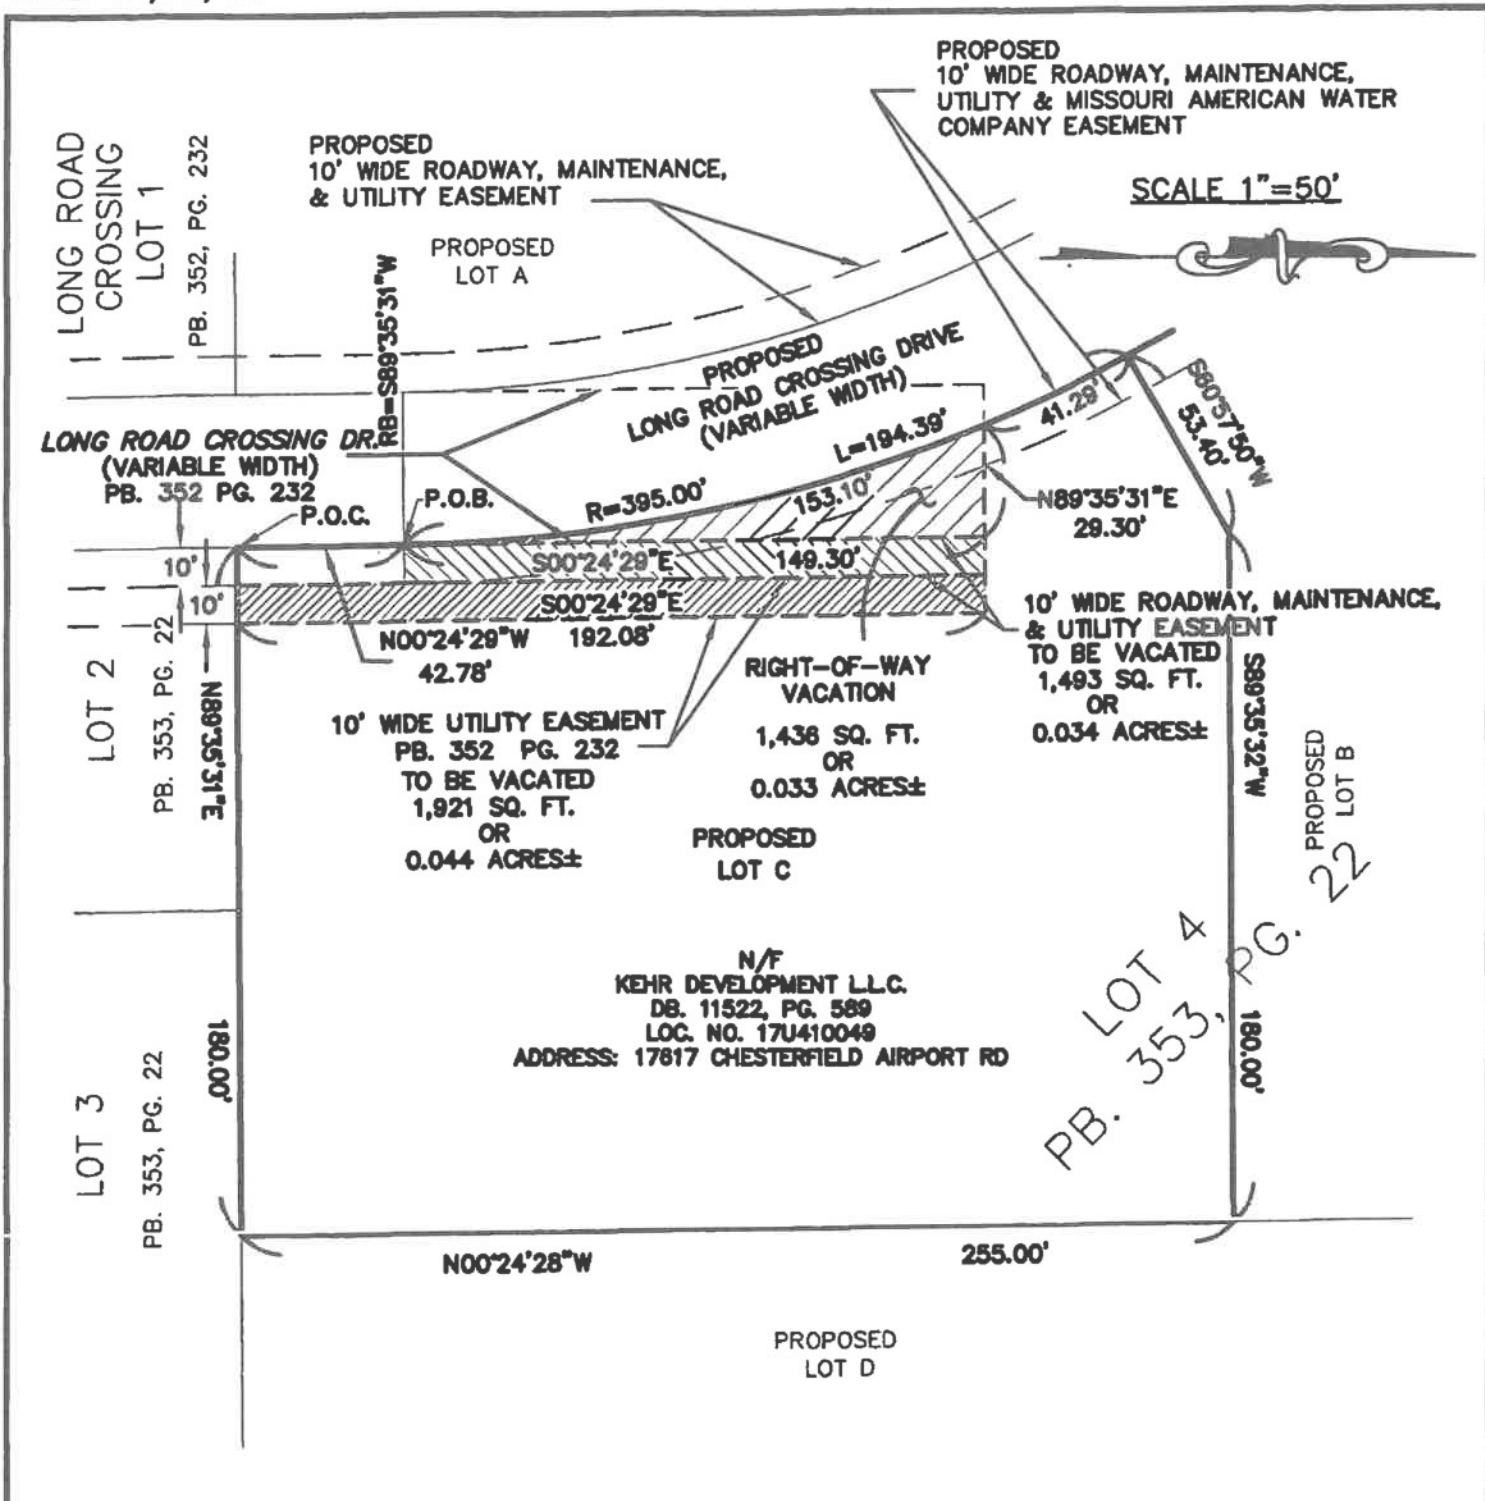 PROPOSED
10' WIDE ROADWAY, MAINTENANCE,
UTILITY & MISSOURI AMERICAN WATER
COMPANY EASEMENT
SCALE 1"=50'
PROPOSED
10' WIDE ROADWAY, MAINTENANCE,
& UTILITY EASEMENT
LONG ROAD
CROSSING
LOT 1
PB. 352, PG. 232
PROPOSED
LOT A
RB=S89°35'31"W
PROPOSED
LONG ROAD CROSSING DRIVE
(VARIABLE WIDTH)
LONG ROAD CROSSING DR.
(VARIABLE WIDTH)
PB. 352 PG. 232
P.O.C.
P.O.B.
R=395.00'
L=194.39'
153.10'
41.29'
S60°57'50"W
53.40'
N89°35'31"E
29.30'
10'
10'
S00°24'29"E
149.30'
S00°24'29"E
192.08'
N00°24'29"W
42.78'
10' WIDE ROADWAY, MAINTENANCE,
& UTILITY EASEMENT
TO BE VACATED
1,493 SQ. FT.
OR
0.034 ACRES±
RIGHT-OF-WAY
VACATION
1,436 SQ. FT.
OR
0.033 ACRES±
10' WIDE UTILITY EASEMENT
PB. 352 PG. 232
TO BE VACATED
1,921 SQ. FT.
OR
0.044 ACRES±
LOT 2
PB. 353, PG. 22
N89°35'31"E
180.00'
PROPOSED
LOT C
S89°35'32"W
180.00'
PROPOSED
LOT B
LOT 4
PB. 353, PG. 22
N/F
KEHR DEVELOPMENT L.L.C.
DB. 11522, PG. 589
LOC. NO. 17U410049
ADDRESS: 17617 CHESTERFIELD AIRPORT RD
LOT 3
PB. 353, PG. 22
N00°24'28"W
255.00'
PROPOSED
LOT D